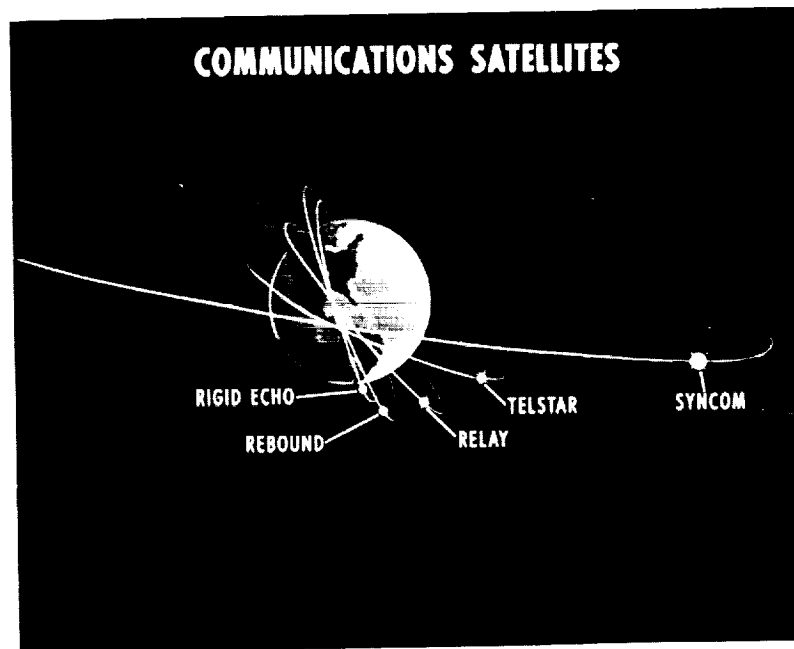 COMMUNICATIONS SATELLITES
RIGID ECHO
TELSTAR
SYNCOM
REBOUND
RELAY